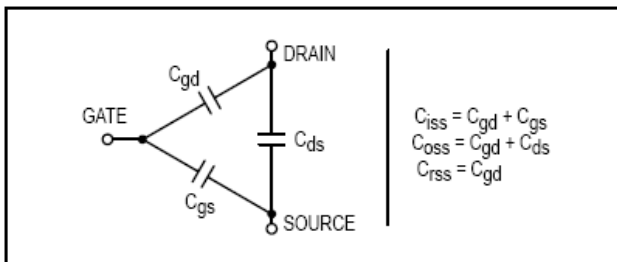 DRAIN
Cgd
GATE
Cds
Cgs
SOURCE
Ciss = Cgd + Cgs
Coss = Cgd + Cds
Crss = Cgd